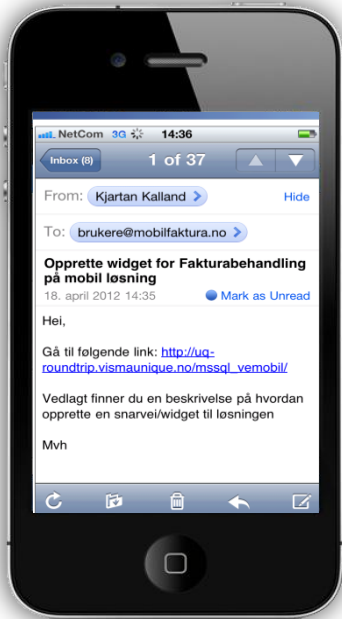 NetCom 3G 14:36
Inbox (8) 1 of 37
From: Kjartan Kalland Hide
To: brukere@mobilfaktura.no
Opprette widget for Fakturabehandling
på mobil løsning
18. april 2012 14:35 Mark as Unread
Hei,
Gå til følgende link: http://uq-
roundtrip.vismaunique.no/mssql_vemobil/
Vedlagt finner du en beskrivelse på hvordan
opprette en snarvei/widget til løsningen
Mvh